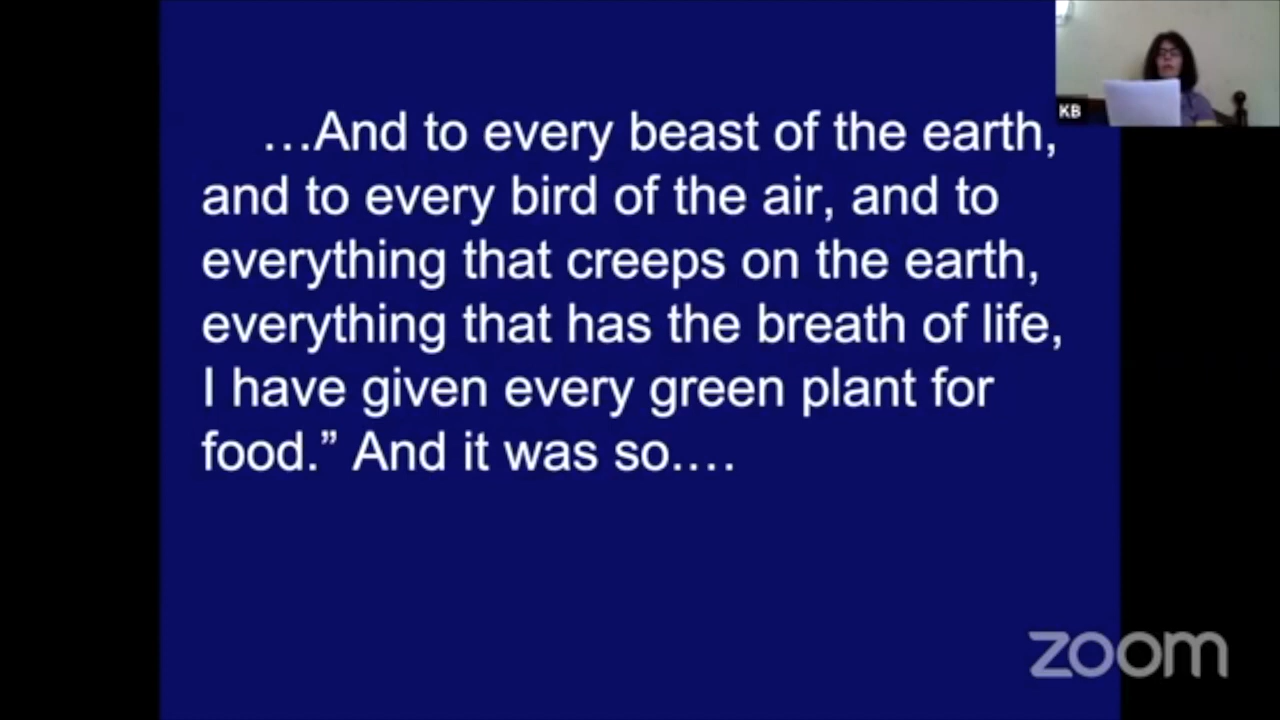 …And to every beast of the earth,
and to every bird of the air, and to
everything that creeps on the earth,
everything that has the breath of life,
I have given every green plant for
food.” And it was so.…
KB
zoom